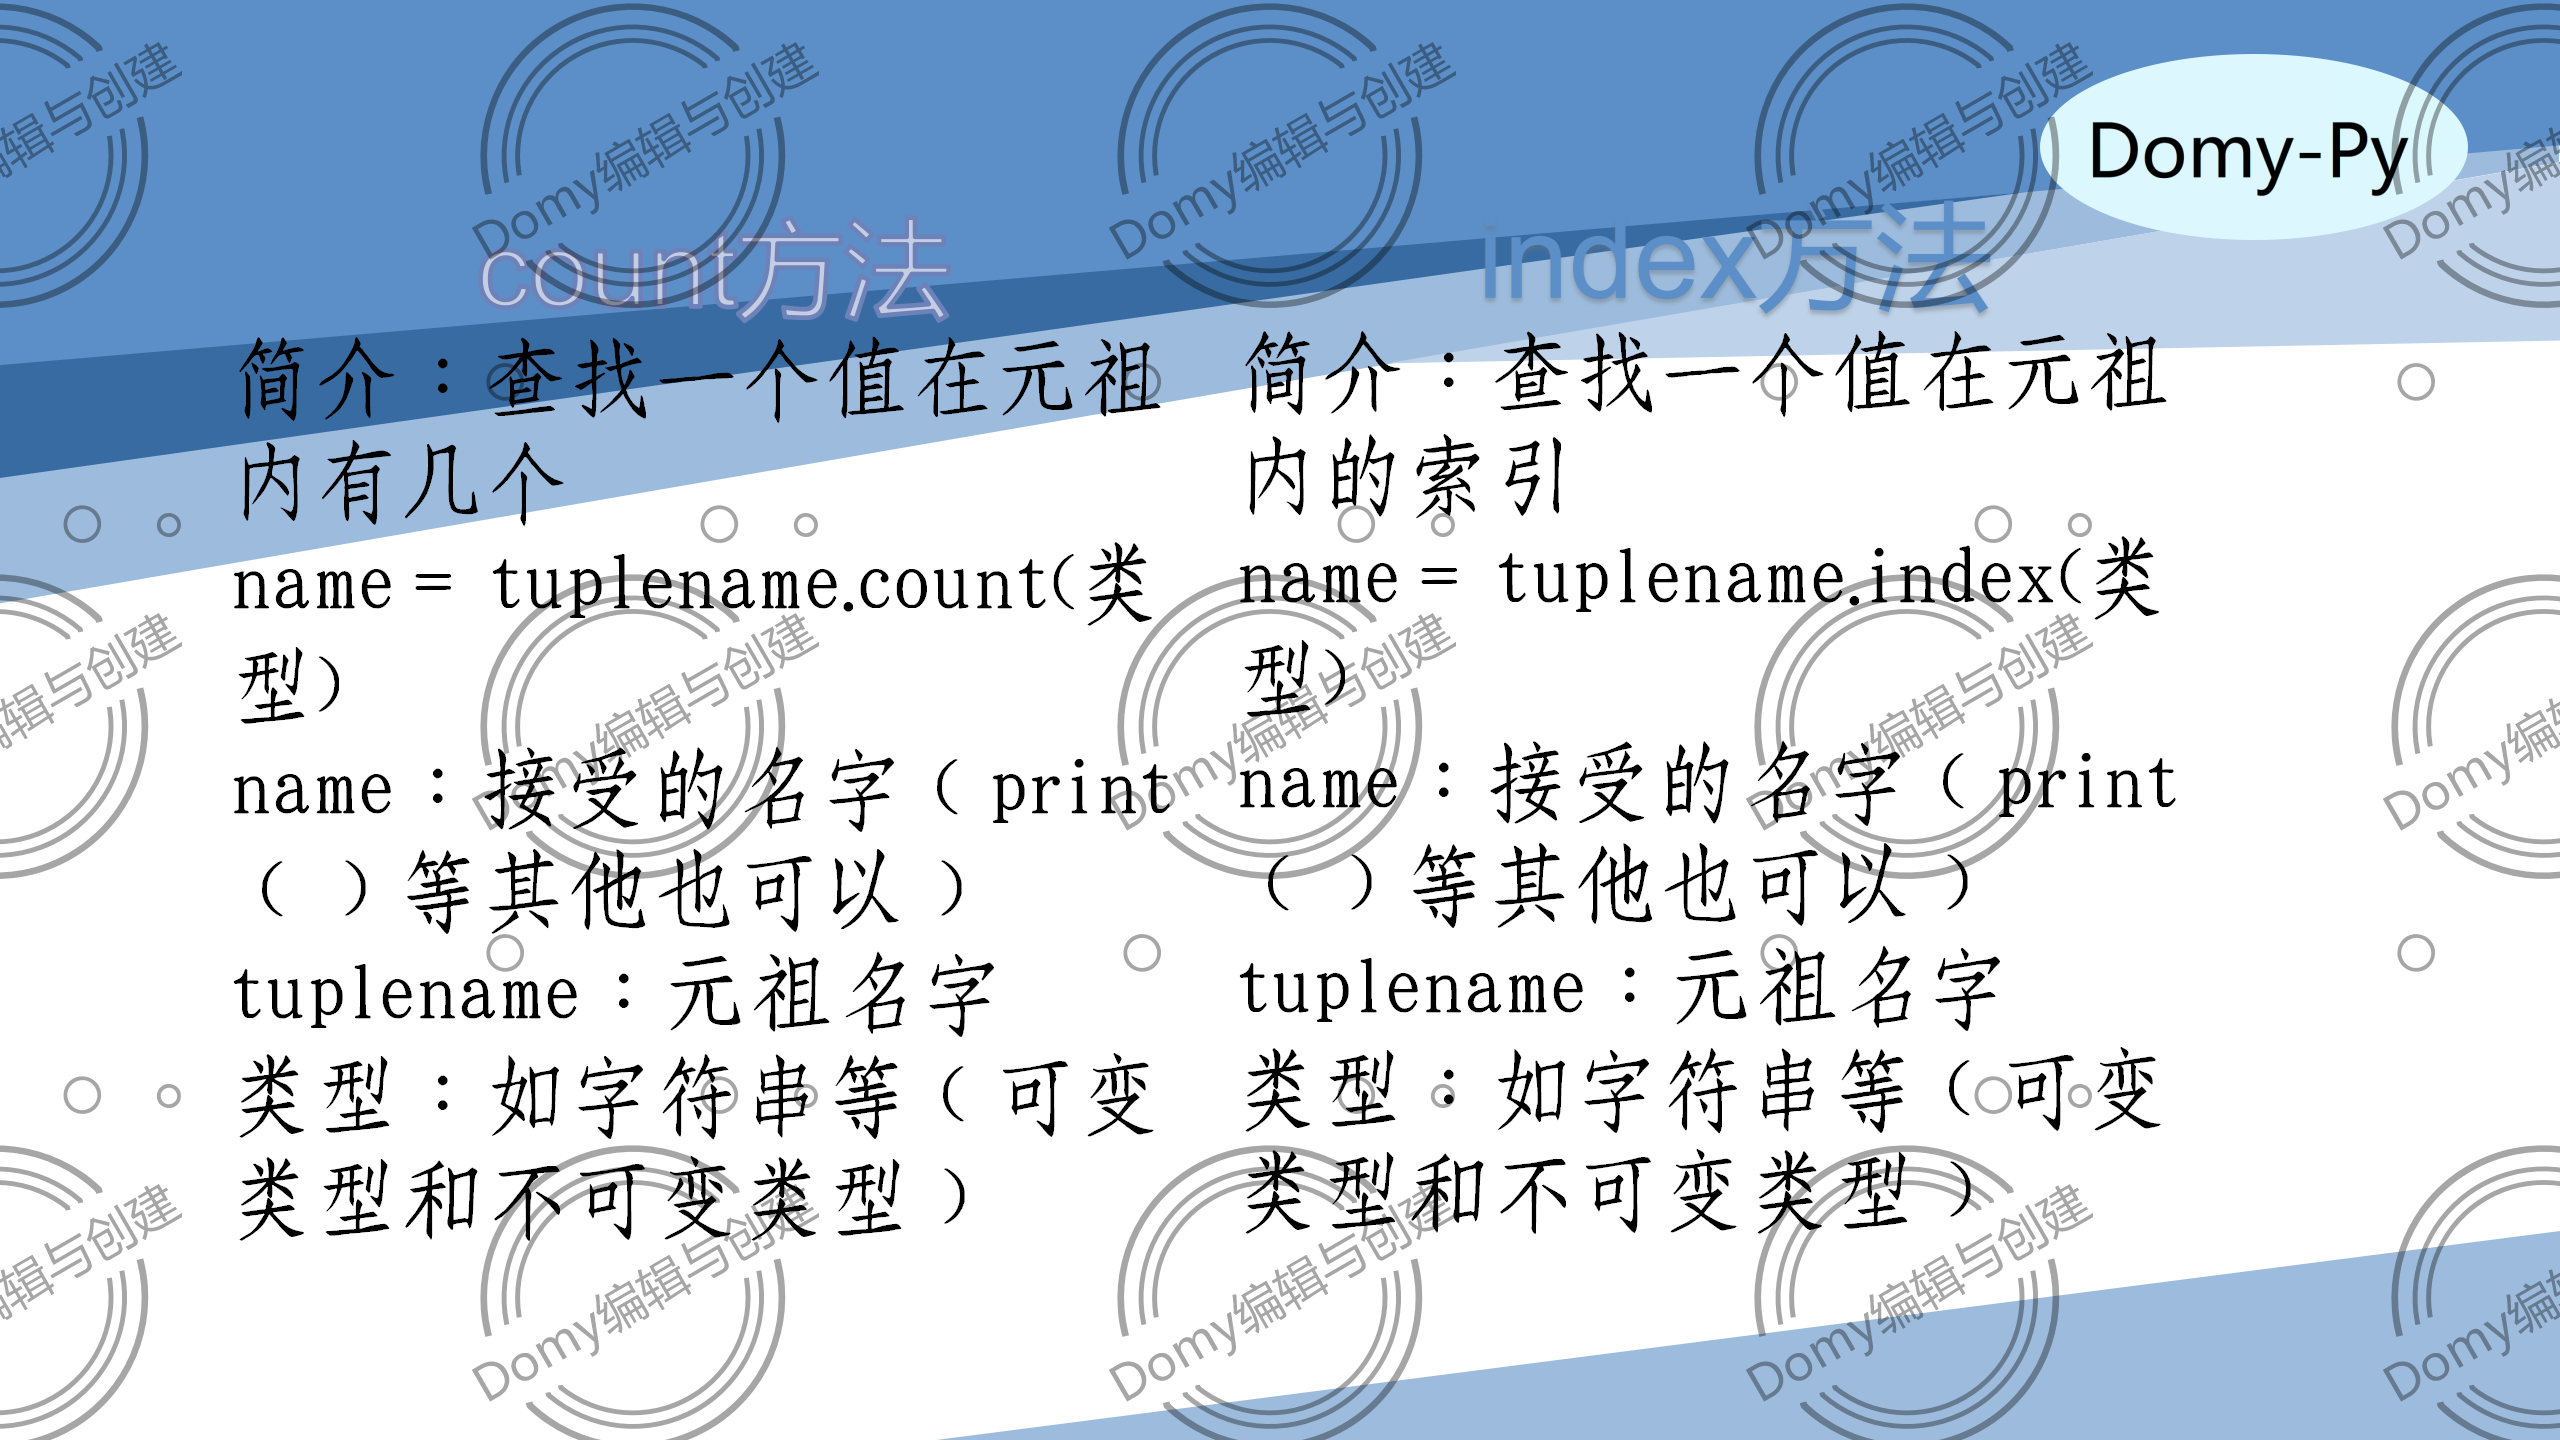 Domy-Py
count方法
简介：查找一个值在元祖
内有几个
name = tuplename.count(类
型)
name：接受的名字（print
（）等其他也可以）
tuplename：元祖名字
类型：如字符串等（可变
类型和不可变类型）
index方法
简介：查找一个值在元祖
内的索引
name = tuplename.index(类
型)
name：接受的名字（print
（）等其他也可以）
tuplename：元祖名字
类型：如字符串等（可变
类型和不可变类型）
Domy编辑与创建